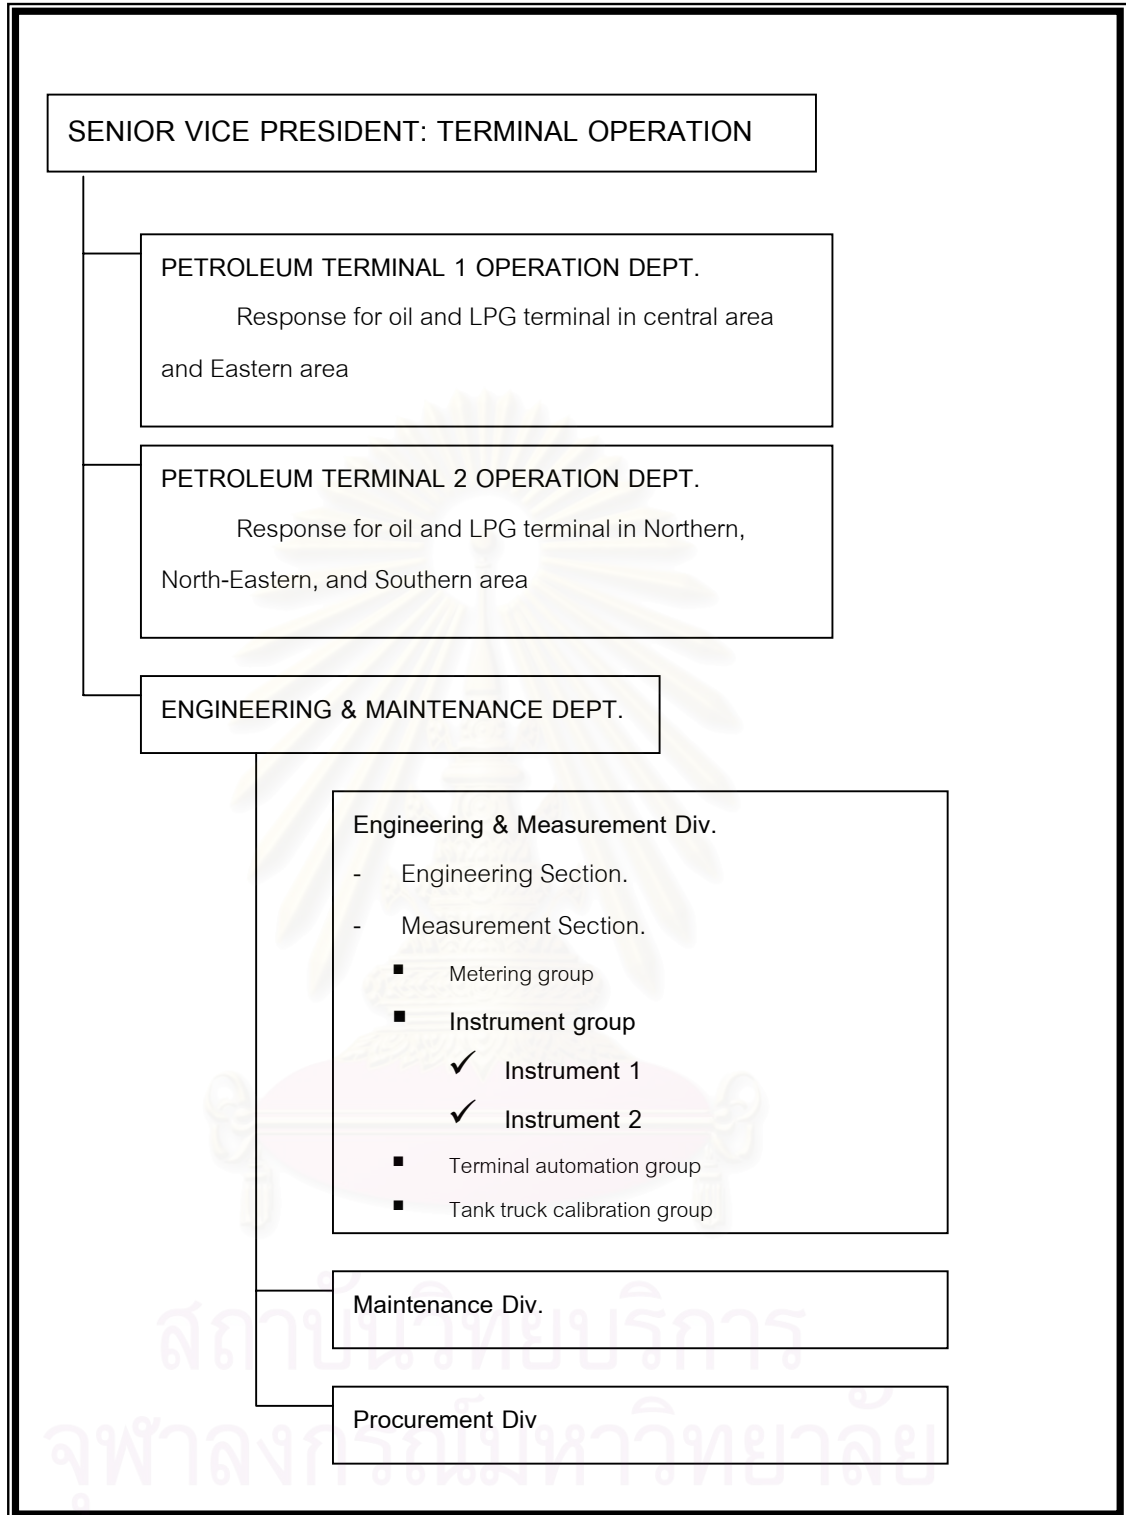 SENIOR VICE PRESIDENT: TERMINAL OPERATION
PETROLEUM TERMINAL 1 OPERATION DEPT.
Response for oil and LPG terminal in central area
and Eastern area
PETROLEUM TERMINAL 2 OPERATION DEPT.
Response for oil and LPG terminal in Northern,
North-Eastern, and Southern area
ENGINEERING & MAINTENANCE DEPT.
Engineering & Measurement Div.
- Engineering Section.
- Measurement Section.
▪ Metering group
▪ Instrument group
✓ Instrument 1
✓ Instrument 2
▪ Terminal automation group
▪ Tank truck calibration group
Maintenance Div.
Procurement Div
สถาบันวิทยบริการ
จุฬาลงกรณ์มหาวิทยาลัย